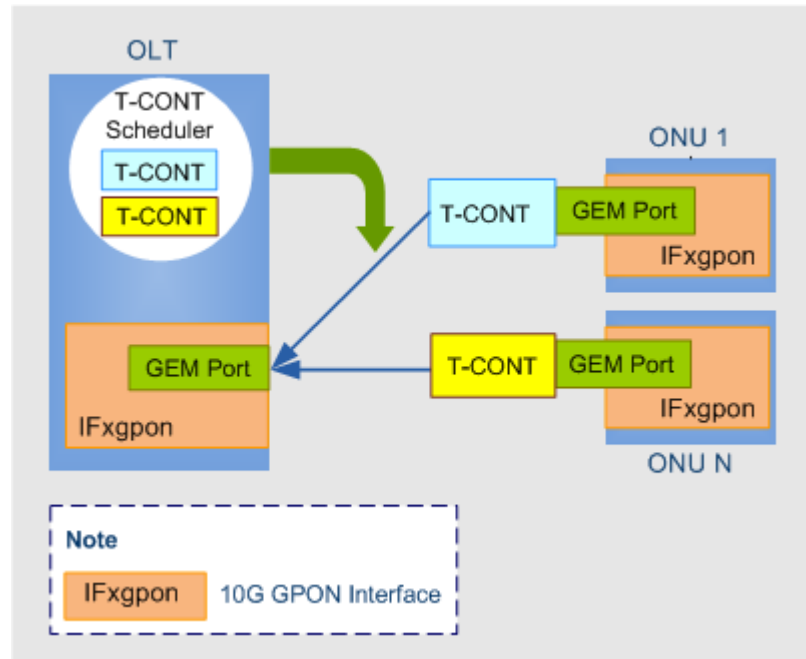 OLT
T-CONT
Scheduler
T-CONT
T-CONT
GEM Port
IFxgpon
ONU 1
T-CONT
GEM Port
IFxgpon
T-CONT
GEM Port
IFxgpon
ONU N
Note
IFxgpon
10G GPON Interface